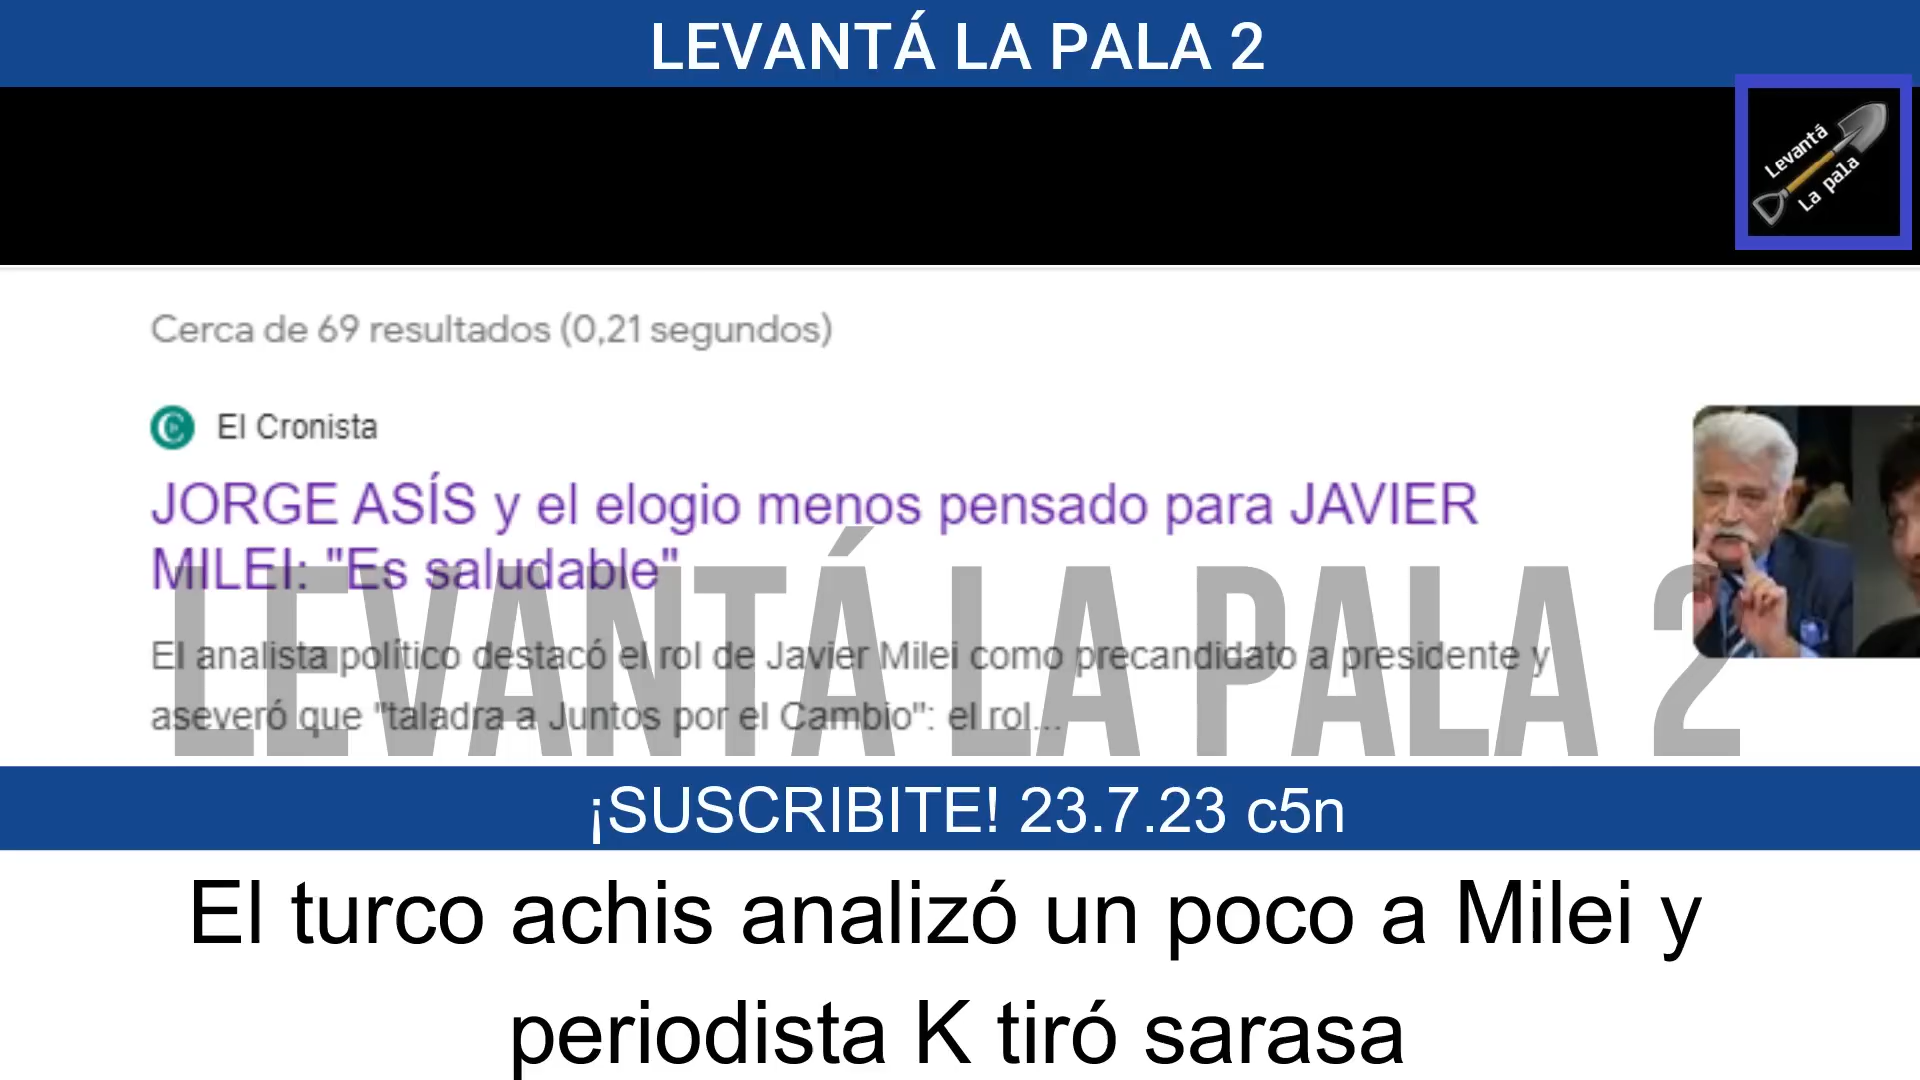 LEVANTÁ LA PALA 2
Levantá
La pala
Cerca de 69 resultados (0,21 segundos)
El Cronista
JORGE ASÍS y el elogio menos pensado para JAVIER
MILEI: "Es saludable"
LEVANTÁ LA PALA 2
El analista político destacó el rol de Javier Milei como precandidato a presidente y
aseveró que "taladra a Juntos por el Cambio": el rol...
¡SUSCRIBITE! 23.7.23 c5n
El turco achis analizó un poco a Milei y
periodista K tiró sarasa